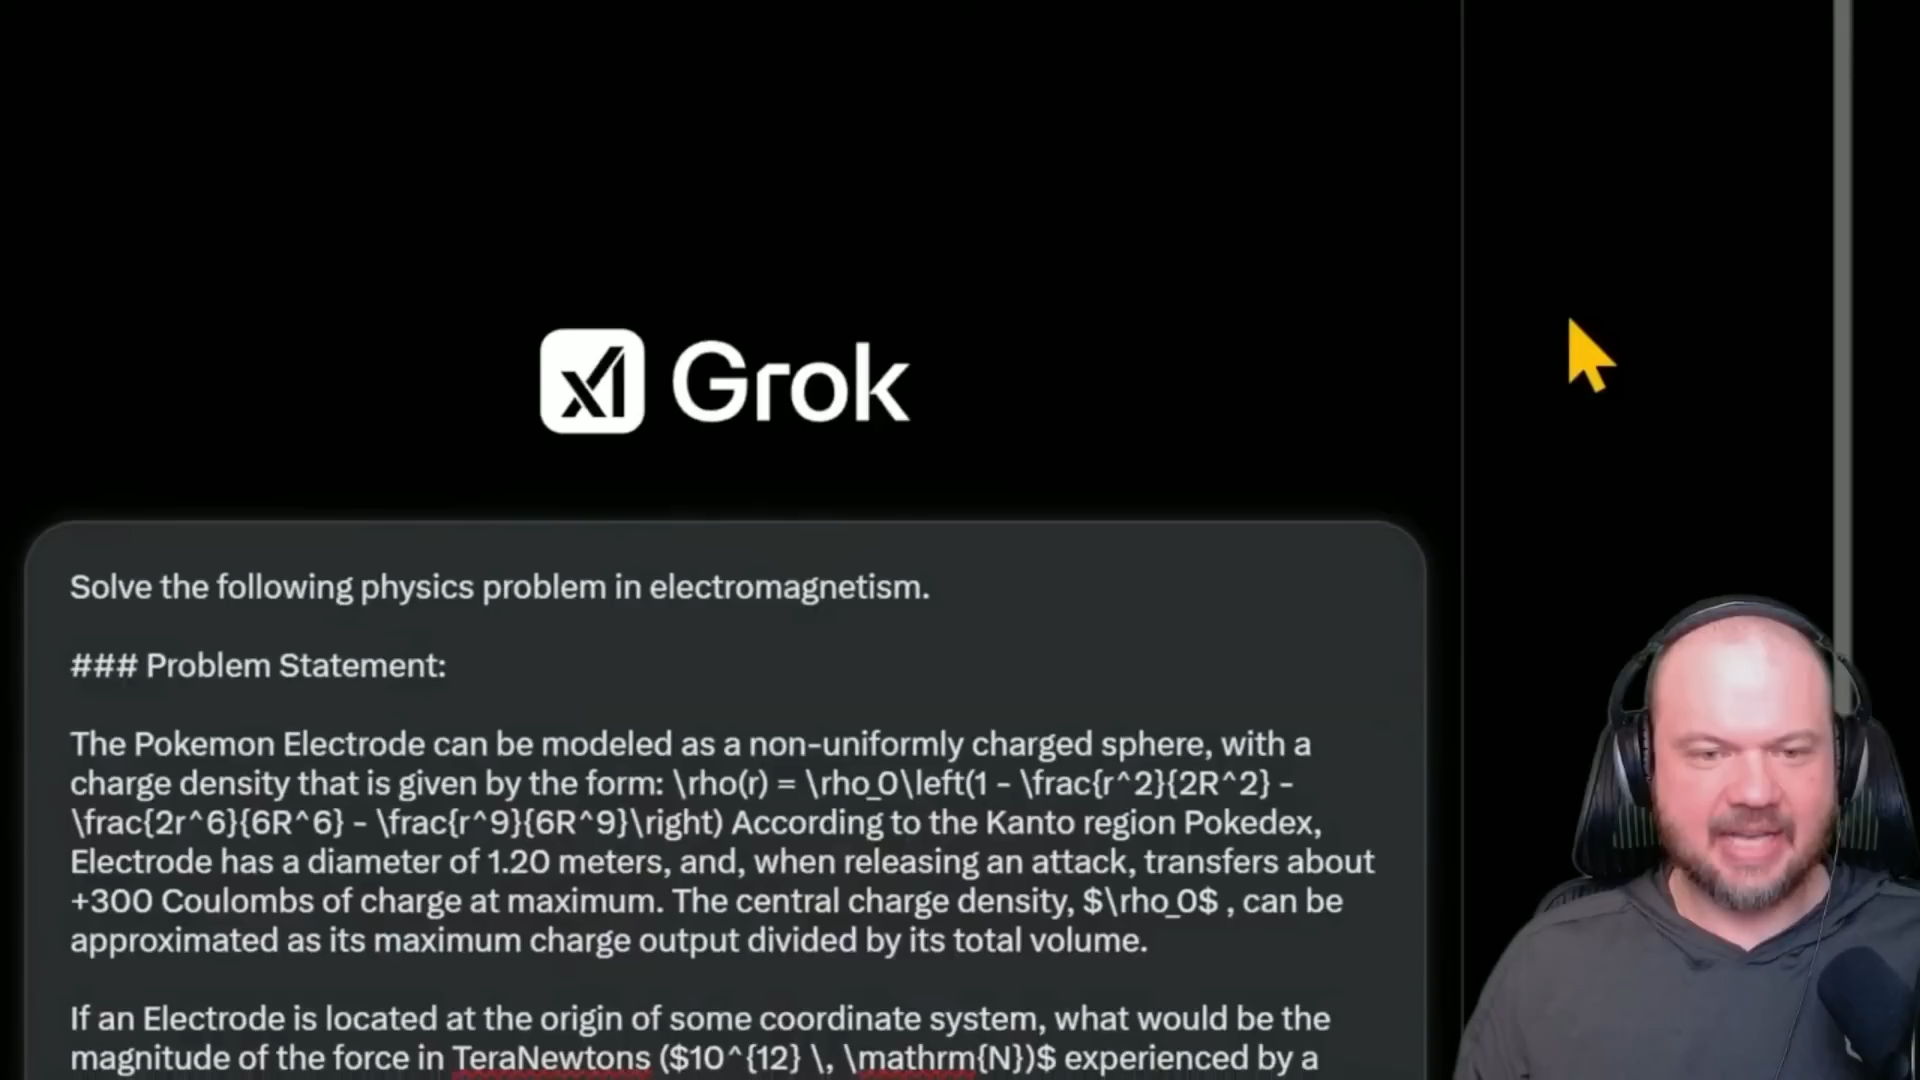 xI Grok
Solve the following physics problem in electromagnetism.
### Problem Statement:
The Pokemon Electrode can be modeled as a non-uniformly charged sphere, with a
charge density that is given by the form: \rho(r) = \rho_0\left(1 - \frac{r^2}{2R^2} -
\frac{2r^6}{6R^6} - \frac{r^9}{6R^9}\right) According to the Kanto region Pokedex,
Electrode has a diameter of 1.20 meters, and, when releasing an attack, transfers about
+300 Coulombs of charge at maximum. The central charge density, $\rho_0$ , can be
approximated as its maximum charge output divided by its total volume.
If an Electrode is located at the origin of some coordinate system, what would be the
magnitude of the force in TeraNewtons ($10^{12} \, \mathrm{N})$ experienced by a